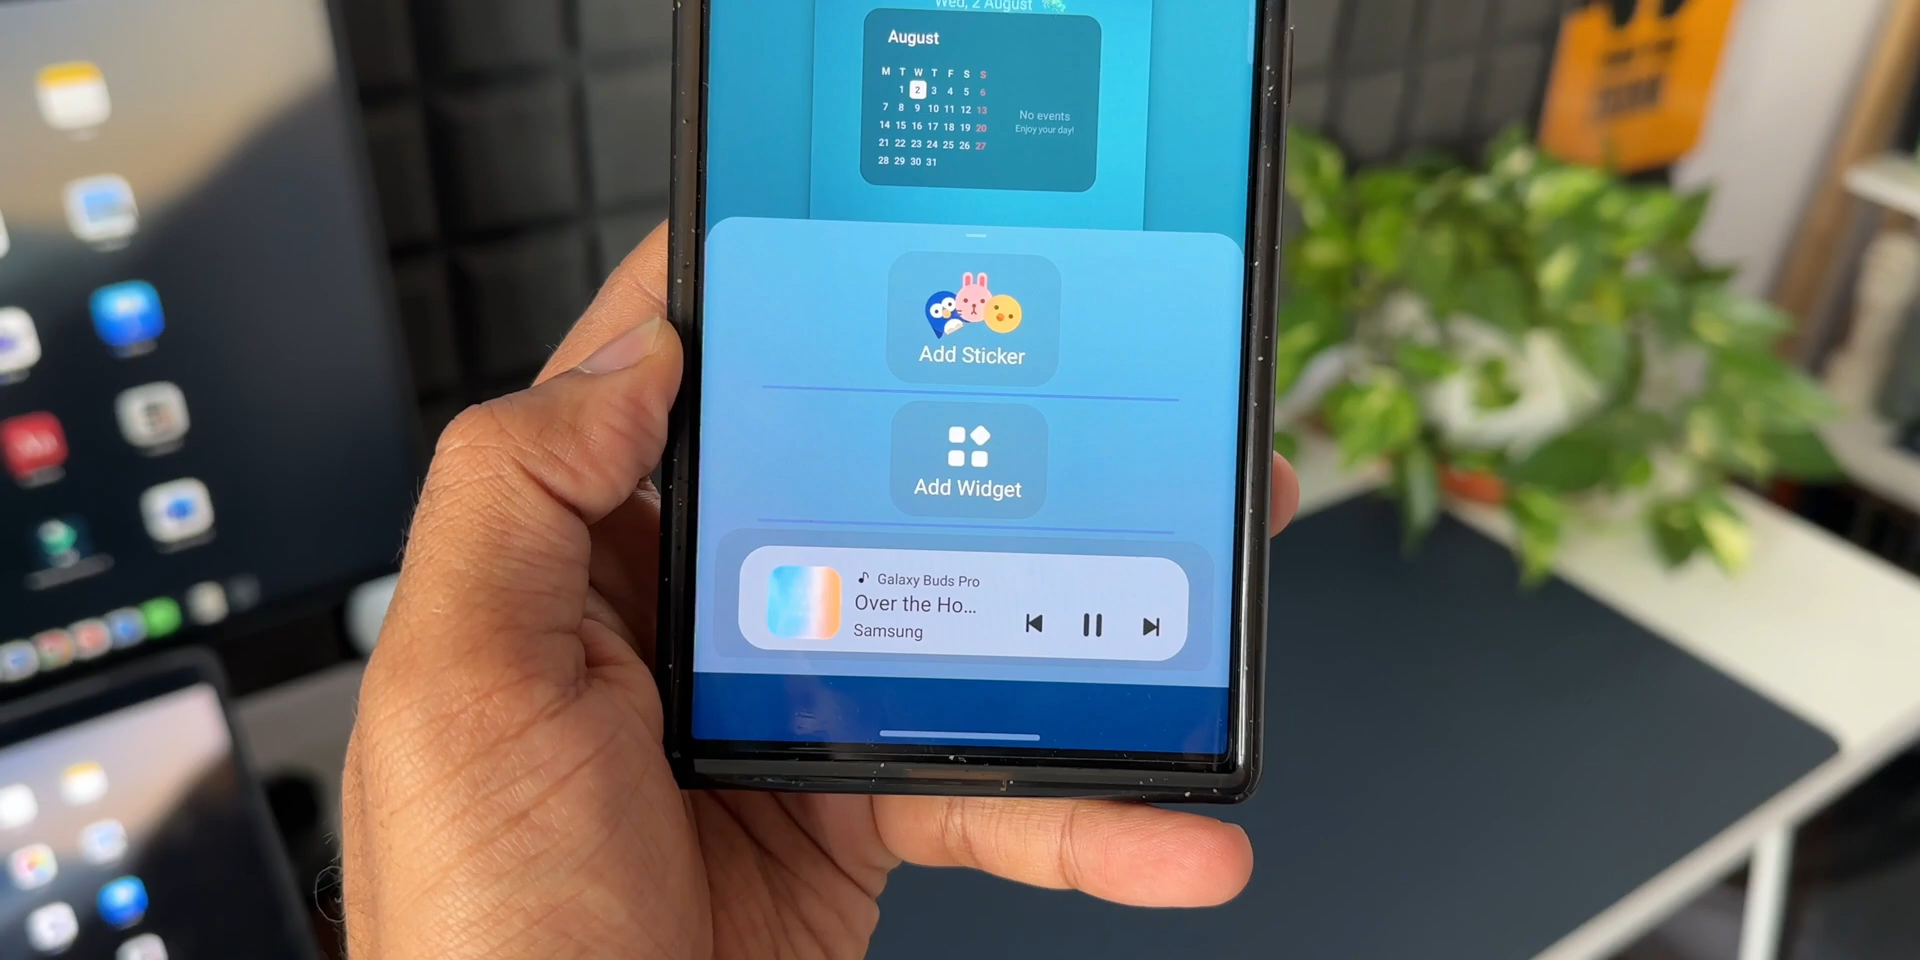 Wed, 2 August
August
M T W T F S S
1 2 3 4 5 6
7 8 9 10 11 12 13
14 15 16 17 18 19 20
21 22 23 24 25 26 27
28 29 30 31
No events
Enjoy your day!
Add Sticker
Add Widget
Galaxy Buds Pro
Over the Ho...
Samsung